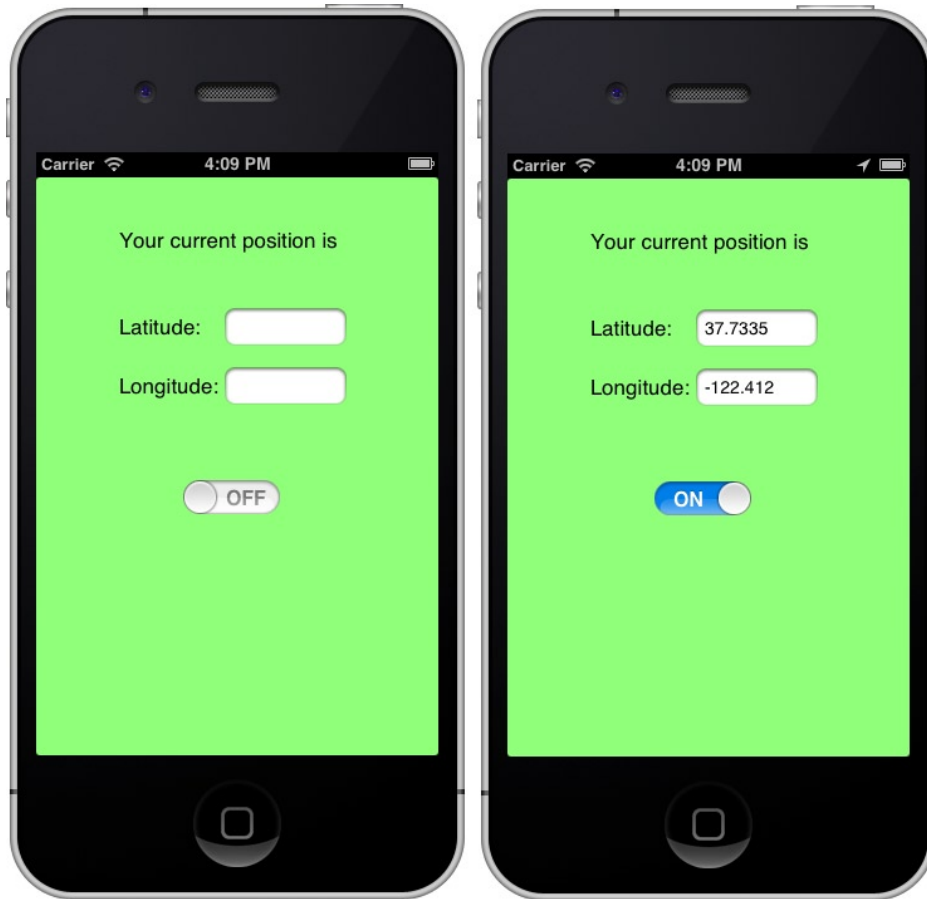 Carrier 4:09 PM
Your current position is
Latitude:
Longitude:
OFF
Carrier 4:09 PM
Your current position is
Latitude: 37.7335
Longitude: -122.412
ON